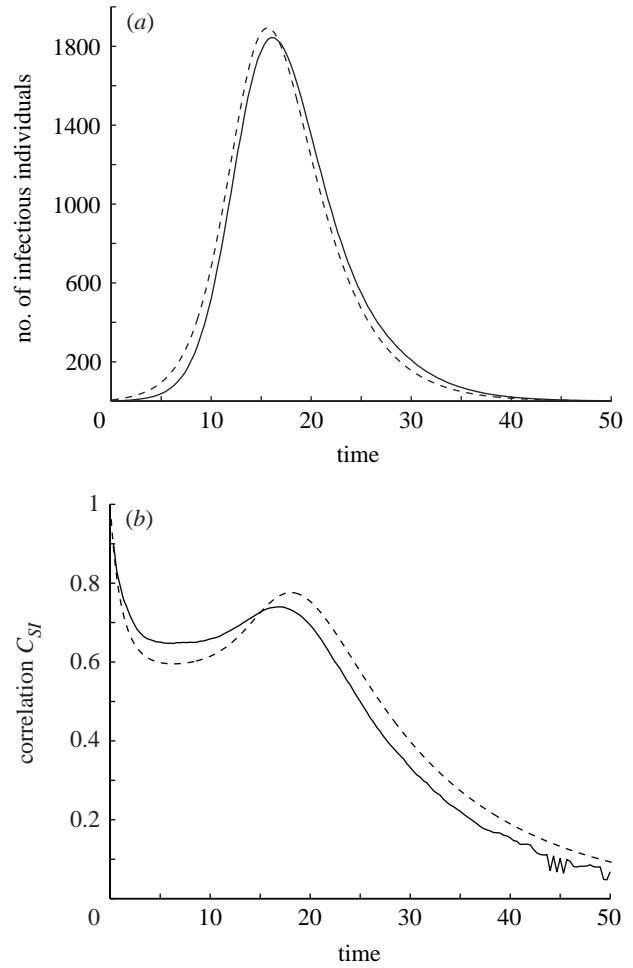 (a)
no. of infectious individuals
1800
1400
1000
600
200
0 10 20 30 40 50
time
(b)
correlation C_SI
1
0.8
0.6
0.4
0.2
0 10 20 30 40 50
time